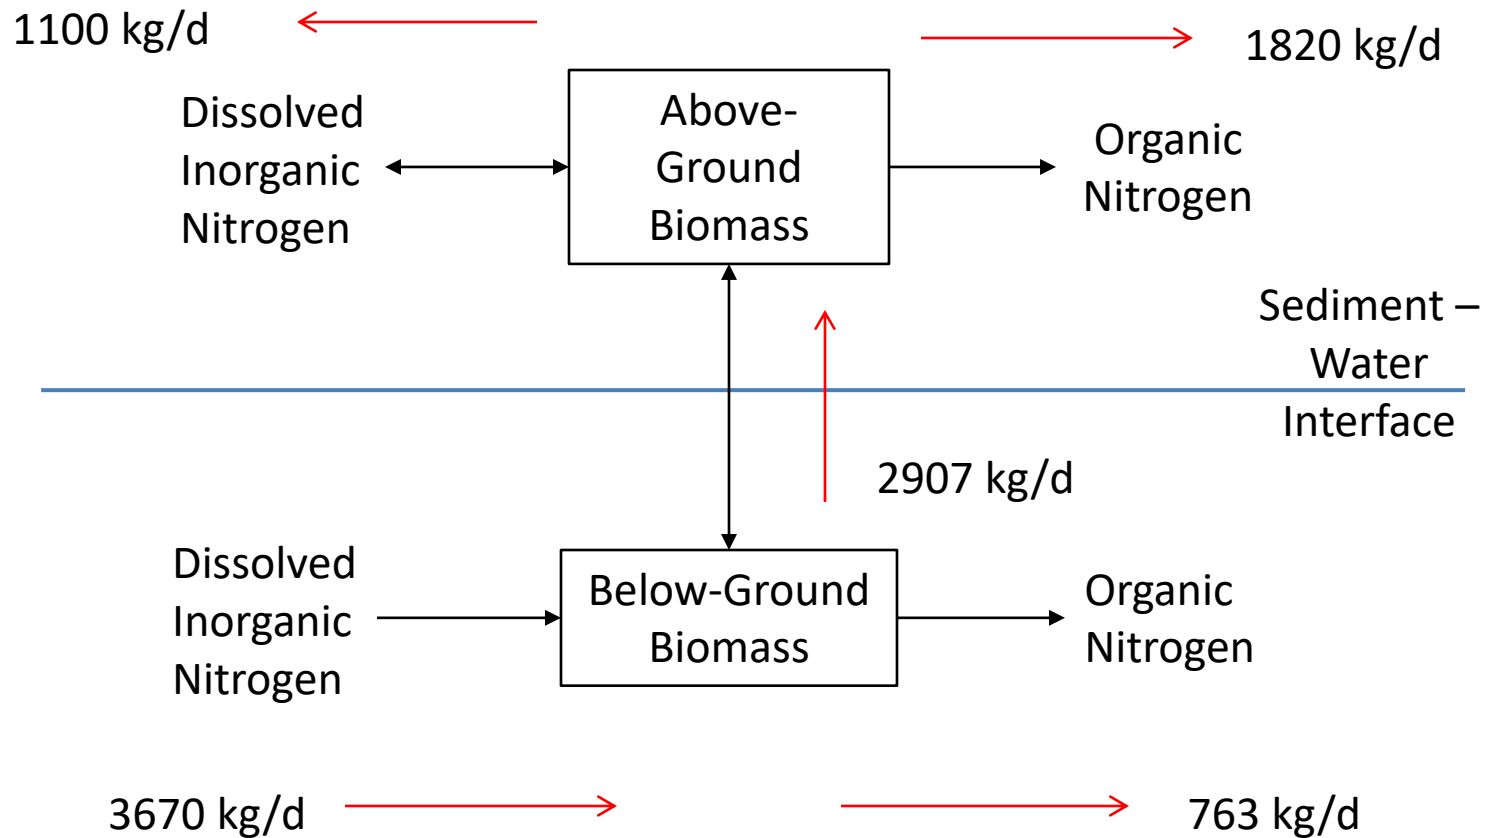 1100 kg/d
1820 kg/d
Dissolved
Inorganic
Nitrogen
Above-
Ground
Biomass
Organic
Nitrogen
Sediment –
Water
Interface
2907 kg/d
Dissolved
Inorganic
Nitrogen
Below-Ground
Biomass
Organic
Nitrogen
3670 kg/d
763 kg/d